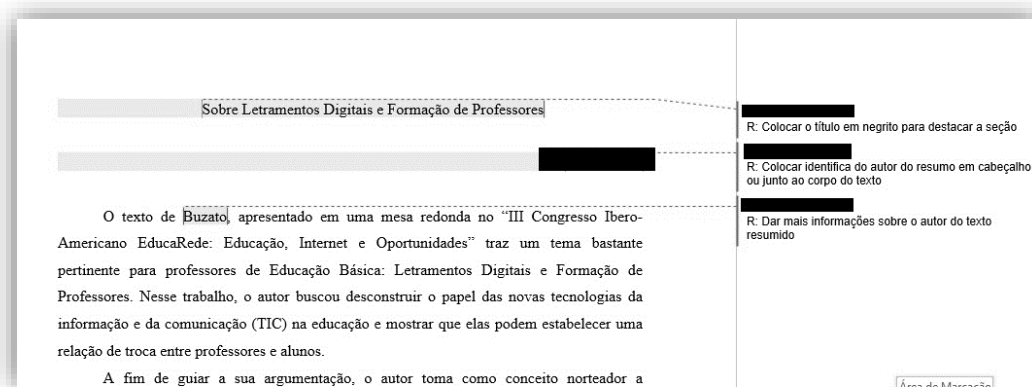 Sobre Letramentos Digitais e Formação de Professores
R: Colocar o título em negrito para destacar a seção
R: Colocar identifica do autor do resumo em cabeçalho
ou junto ao corpo do texto
O texto de Buzato, apresentado em uma mesa redonda no “III Congresso Ibero-
R: Dar mais informações sobre o autor do texto
resumido
Americano EducaRede: Educação, Internet e Oportunidades” traz um tema bastante
pertinente para professores de Educação Básica: Letramentos Digitais e Formação de
Professores. Nesse trabalho, o autor buscou desconstruir o papel das novas tecnologias da
informação e da comunicação (TIC) na educação e mostrar que elas podem estabelecer uma
relação de troca entre professores e alunos.
A fim de guiar a sua argumentação, o autor toma como conceito norteador a
Área de Marcação